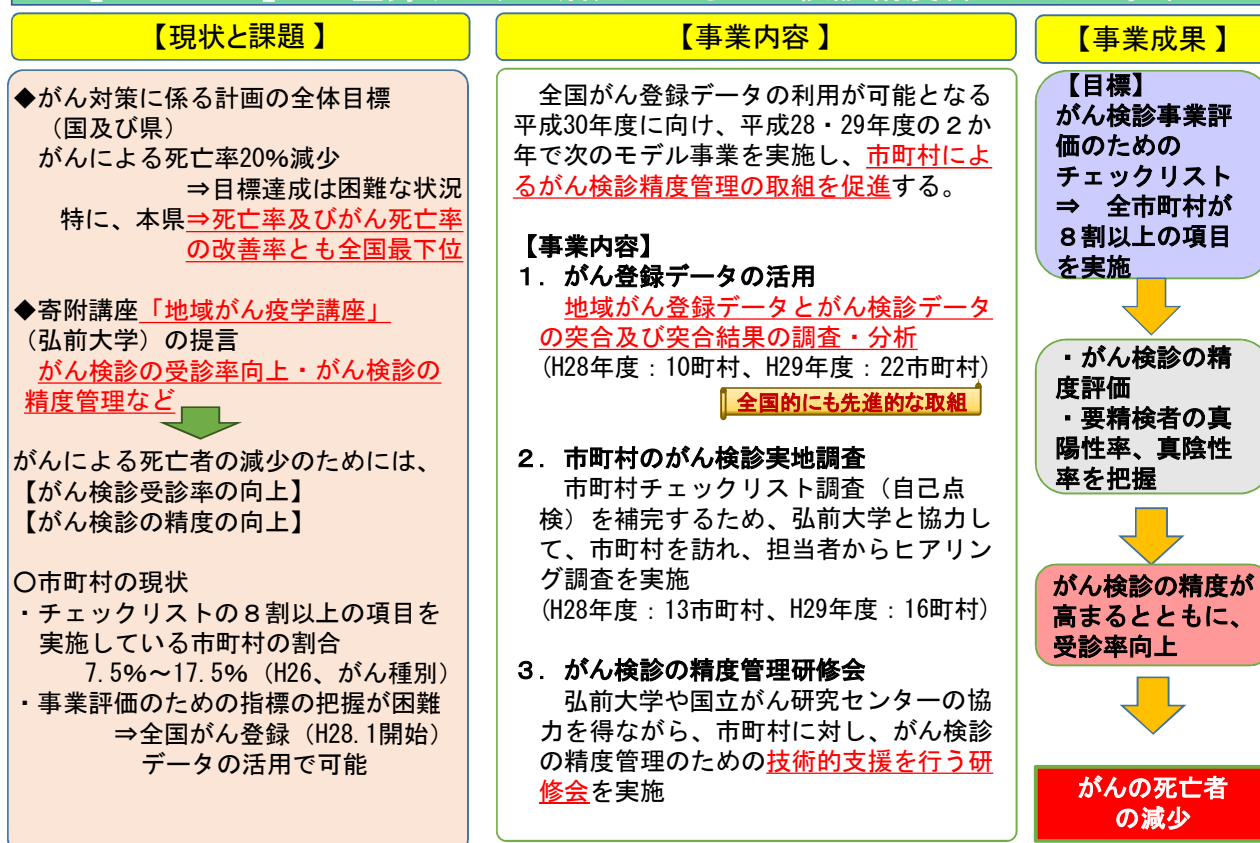 【現状と課題】
◆がん対策に係る計画の全体目標
(国及び県)
がんによる死亡率20%減少
⇒目標達成は困難な状況
特に、本県⇒死亡率及びがん死亡率
の改善率とも全国最下位
◆寄附講座「地域がん疫学講座」
(弘前大学)の提言
がん検診の受診率向上・がん検診の
精度管理など
がんによる死亡者の減少のためには、
【がん検診受診率の向上】
【がん検診の精度の向上】
〇市町村の現状
・チェックリストの８割以上の項目を
実施している市町村の割合
7.5%～17.5%（H26、がん種別）
・事業評価のための指標の把握が困難
⇒全国がん登録（H28.1開始）
データの活用で可能
【事業内容】
全国がん登録データの利用が可能となる
平成30年度に向け、平成28・29年度の２か
年で次のモデル事業を実施し、市町村によ
るがん検診精度管理の取組を促進する。
【事業内容】
１．がん登録データの活用
地域がん登録データとがん検診データ
の突合及び突合結果の調査・分析
(H28年度：10町村、H29年度：22市町村)
全国的にも先進的な取組
２．市町村のがん検診実地調査
市町村チェックリスト調査（自己点
検）を補完するため、弘前大学と協力し
て、市町村を訪れ、担当者からヒアリン
グ調査を実施
(H28年度：13市町村、H29年度：16町村)
３．がん検診の精度管理研修会
弘前大学や国立がん研究センターの協
力を得ながら、市町村に対し、がん検診
の精度管理のための技術的支援を行う研
修会を実施
【事業成果】
【目標】
がん検診事業評
価のための
チェックリスト
⇒　全市町村が
８割以上の項目
を実施
・がん検診の精
度評価
・要精検者の真
陽性率、真陰性
率を把握
がん検診の精度が
高まるとともに、
受診率向上
がんの死亡者
の減少